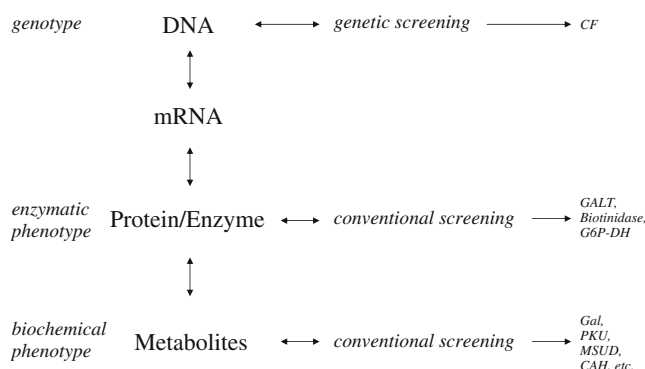 genotype DNA genetic screening CF
mRNA
enzymatic phenotype Protein/Enzyme conventional screening GALT,
Biotinidase,
G6P-DH
biochemical phenotype Metabolites conventional screening Gal,
PKU,
MSUD,
CAH, etc.